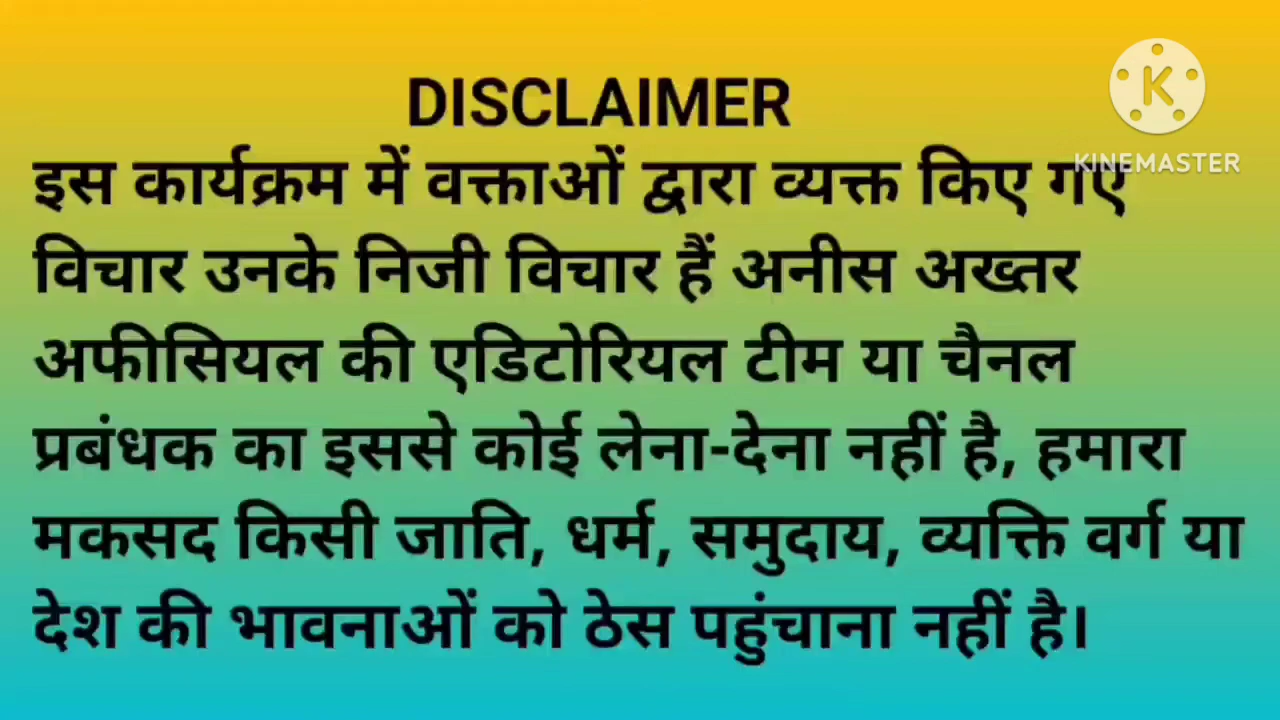 DISCLAIMER
इस कार्यक्रम में वक्ताओं द्वारा व्यक्त किए गए
विचार उनके निजी विचार हैं अनीस अख्तर
अफीसियल की एडिटोरियल टीम या चैनल
प्रबंधक का इससे कोई लेना-देना नहीं है, हमारा
मकसद किसी जाति, धर्म, समुदाय, व्यक्ति वर्ग या
देश की भावनाओं को ठेस पहुंचाना नहीं है।
K
KINEMASTER